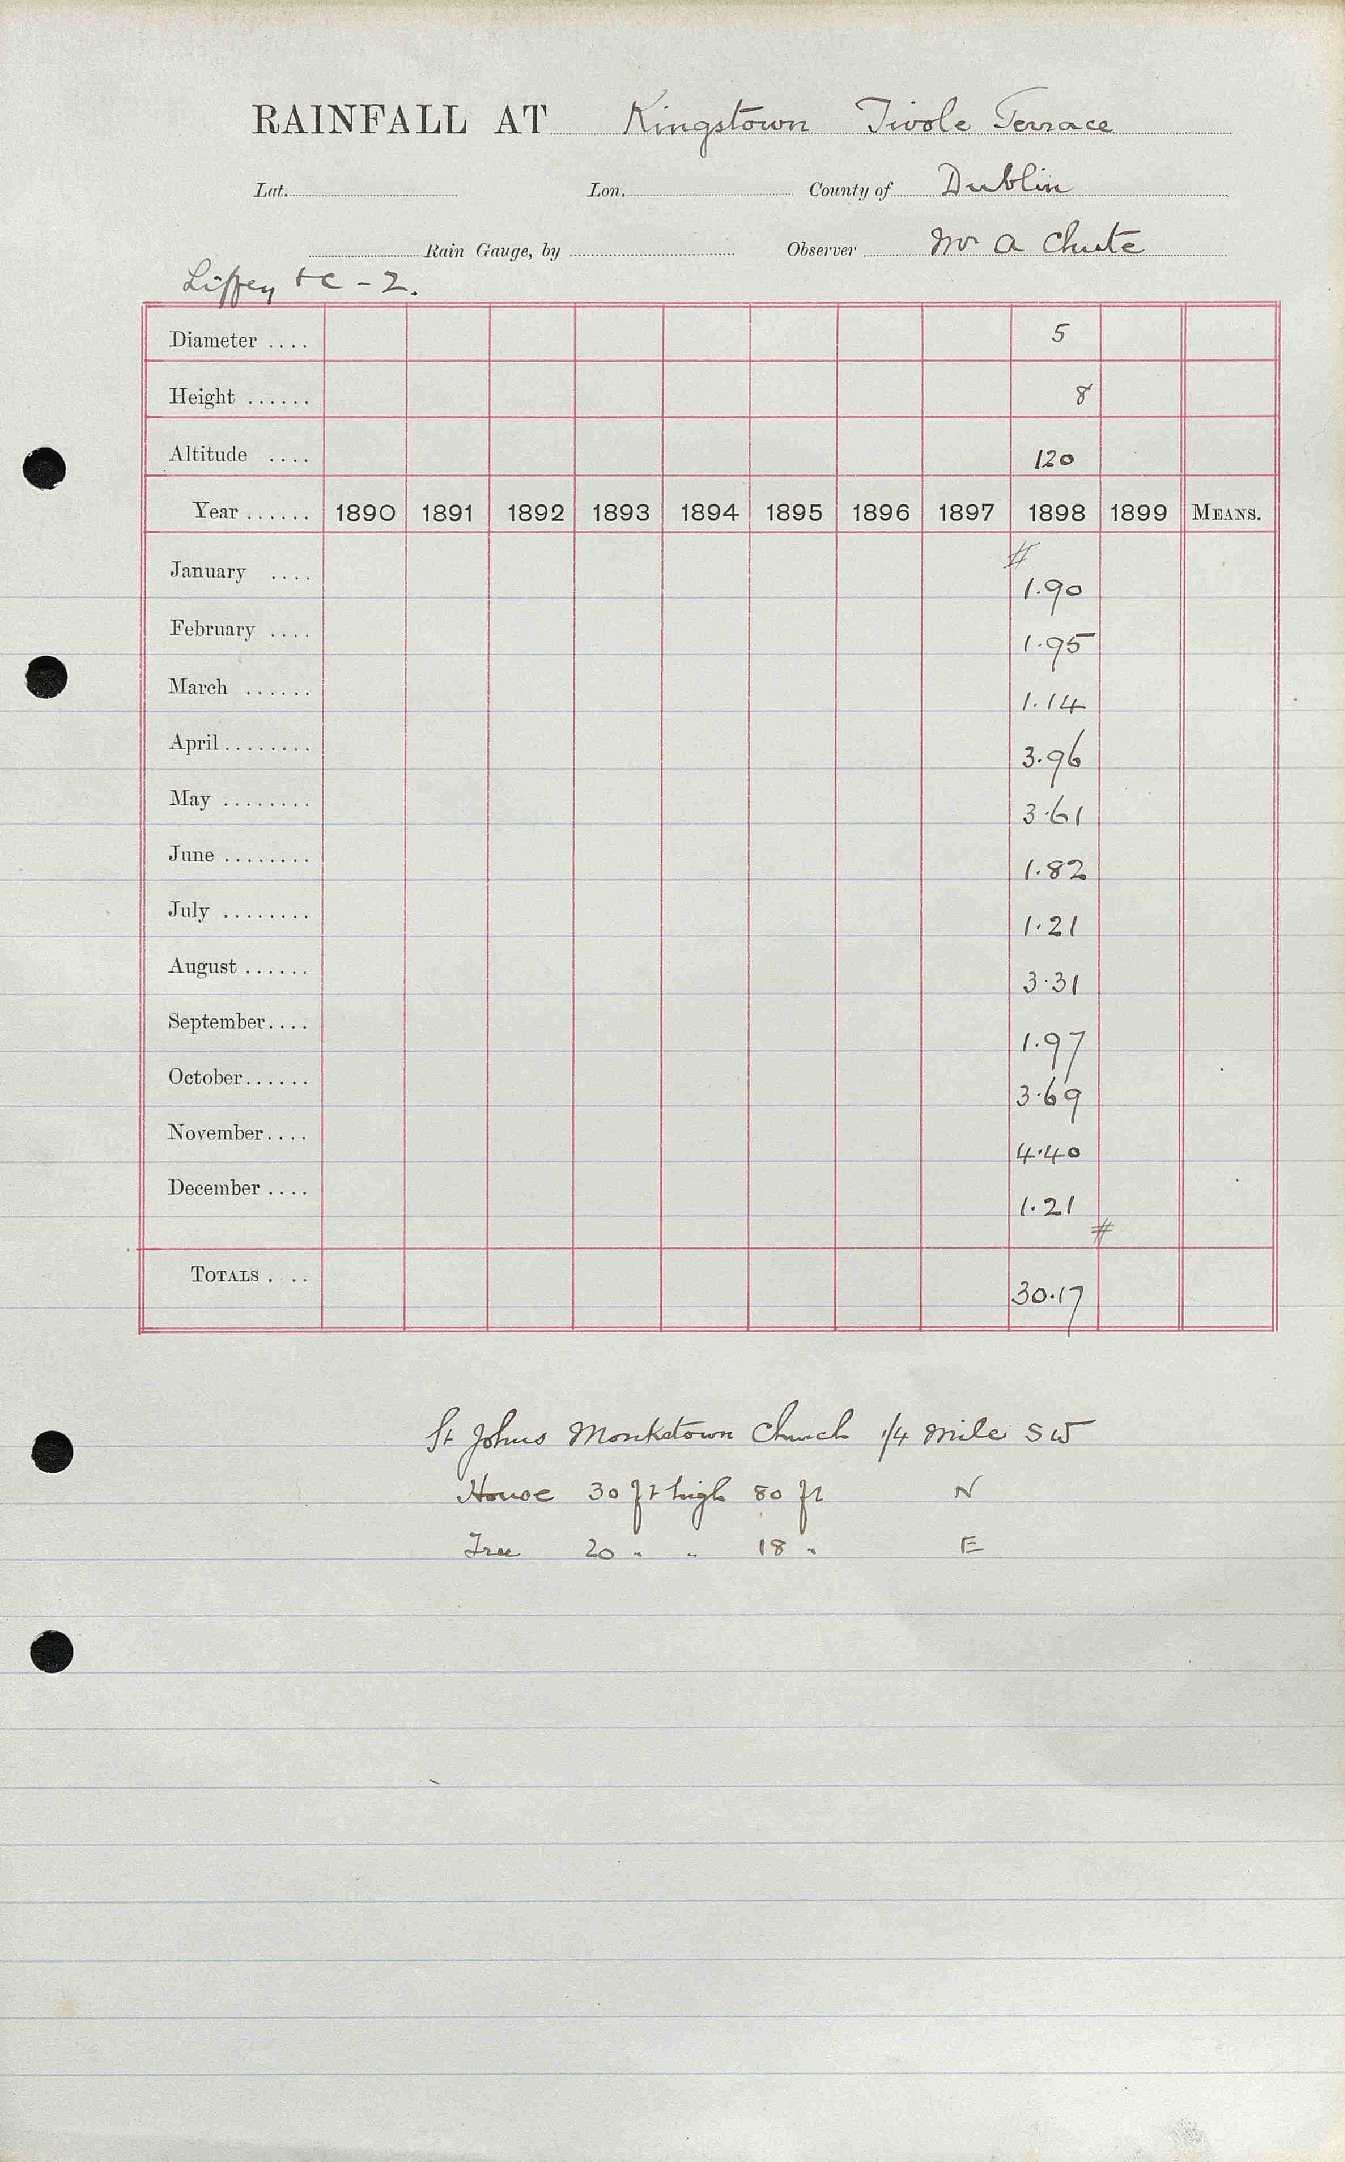 RAINFALL AT Kingstown Tivole Terrace
Lat. Lon. County of Dublin
Rain Gauge, by Observer Mr A Chute
Liffey &c - 2.
Diameter .... 5
Height ...... 8
Altitude .... 120
Year ...... 1890 1891 1892 1893 1894 1895 1896 1897 1898 1899 MEANS.
#
January .... 1.90
February .... 1.95
March ...... 1.14
April ........ 3.96
May ........ 3.61
June ........ 1.82
July ........ 1.21
August ...... 3.31
September.... 1.97
October...... 3.69
November.... 4.40
December .... 1.21
#
TOTALS . .. 30.17
St Johns Monkstown Church 1/4 mile SW
House 30 ft high 80 ft N
Tree 20 " " 18 " E